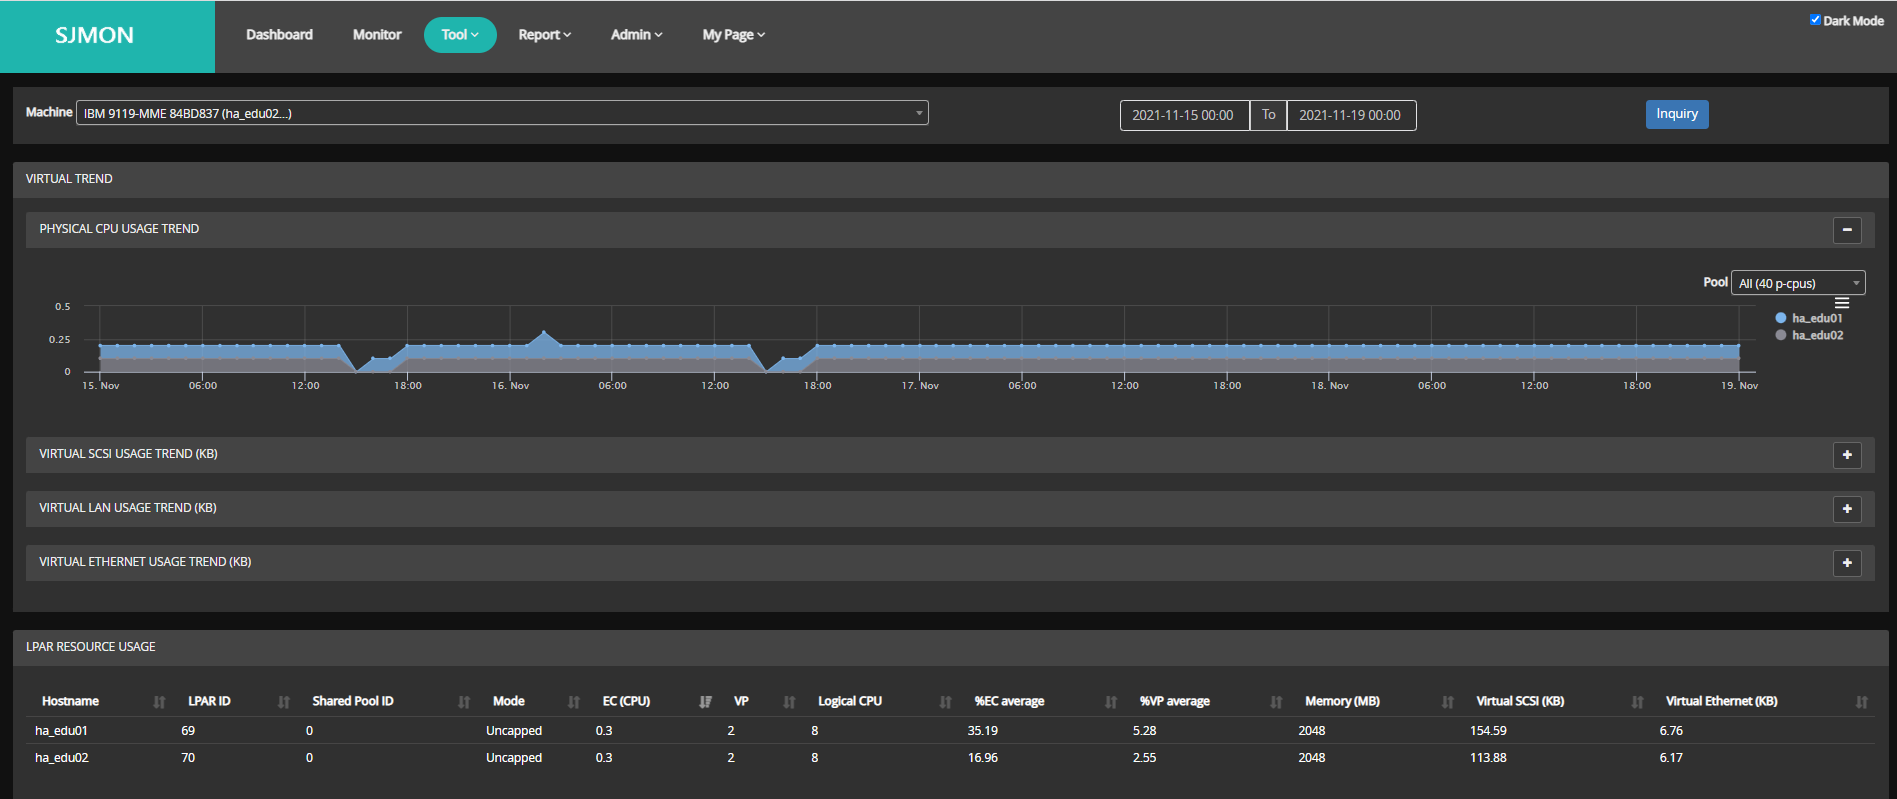 SJMON
Dashboard Monitor Tool Report Admin My Page
Dark Mode
Machine IBM 9119-MME 84BD837 (ha_edu02...) 2021-11-15 00:00 To 2021-11-19 00:00 Inquiry
VIRTUAL TREND
PHYSICAL CPU USAGE TREND
Pool All (40 p-cpus)
0.5
0.25
0
15. Nov 06:00 12:00 18:00 16. Nov 06:00 12:00 18:00 17. Nov 06:00 12:00 18:00 18. Nov 06:00 12:00 18:00 19. Nov
ha_edu01
ha_edu02
VIRTUAL SCSI USAGE TREND (KB)
VIRTUAL LAN USAGE TREND (KB)
VIRTUAL ETHERNET USAGE TREND (KB)
LPAR RESOURCE USAGE
Hostname LPAR ID Shared Pool ID Mode EC (CPU) VP Logical CPU %EC average %VP average Memory (MB) Virtual SCSI (KB) Virtual Ethernet (KB)
ha_edu01 69 0 Uncapped 0.3 2 8 35.19 5.28 2048 154.59 6.76
ha_edu02 70 0 Uncapped 0.3 2 8 16.96 2.55 2048 113.88 6.17